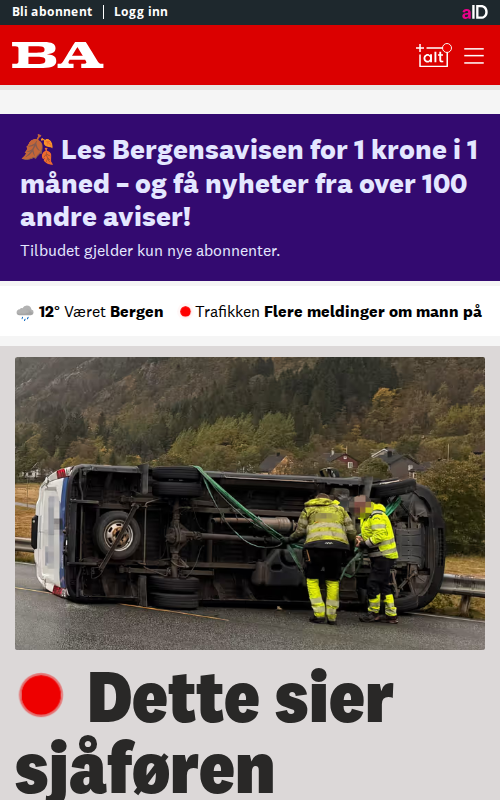 Bli abonnent
Logg inn
aID
BA
+alt
🍂 Les Bergensavisen for 1 krone i 1
måned – og få nyheter fra over 100
andre aviser!
Tilbudet gjelder kun nye abonnenter.
12° Været Bergen
Trafikken Flere meldinger om mann på
Dette sier
sjåføren